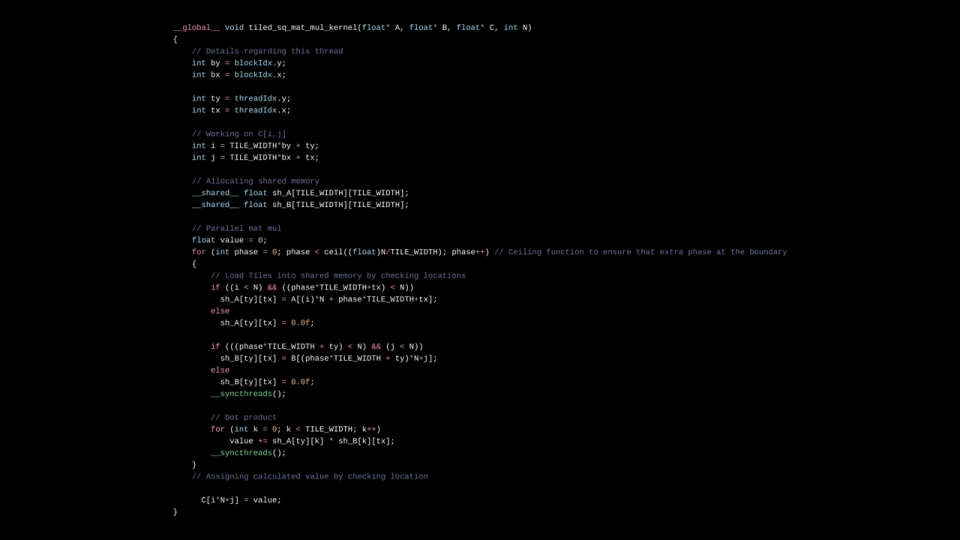 __global__ void tiled_sq_mat_mul_kernel(float* A, float* B, float* C, int N)
{
    // Details regarding this thread
    int by = blockIdx.y;
    int bx = blockIdx.x;

    int ty = threadIdx.y;
    int tx = threadIdx.x;

    // Working on C[i,j]
    int i = TILE_WIDTH*by + ty;
    int j = TILE_WIDTH*bx + tx;

    // Allocating shared memory
    __shared__ float sh_A[TILE_WIDTH][TILE_WIDTH];
    __shared__ float sh_B[TILE_WIDTH][TILE_WIDTH];

    // Parallel mat mul
    float value = 0;
    for (int phase = 0; phase < ceil((float)N/TILE_WIDTH); phase++) // Ceiling function to ensure that extra phase at the boundary
    {
        // Load Tiles into shared memory by checking locations
        if ((i < N) && ((phase*TILE_WIDTH+tx) < N))
          sh_A[ty][tx] = A[(i)*N + phase*TILE_WIDTH+tx];
        else
          sh_A[ty][tx] = 0.0f;

        if (((phase*TILE_WIDTH + ty) < N) && (j < N))
          sh_B[ty][tx] = B[(phase*TILE_WIDTH + ty)*N+j];
        else
          sh_B[ty][tx] = 0.0f;
        __syncthreads();

        // Dot product
        for (int k = 0; k < TILE_WIDTH; k++)
            value += sh_A[ty][k] * sh_B[k][tx];
        __syncthreads();
    }
    // Assigning calculated value by checking location

      C[i*N+j] = value;
}